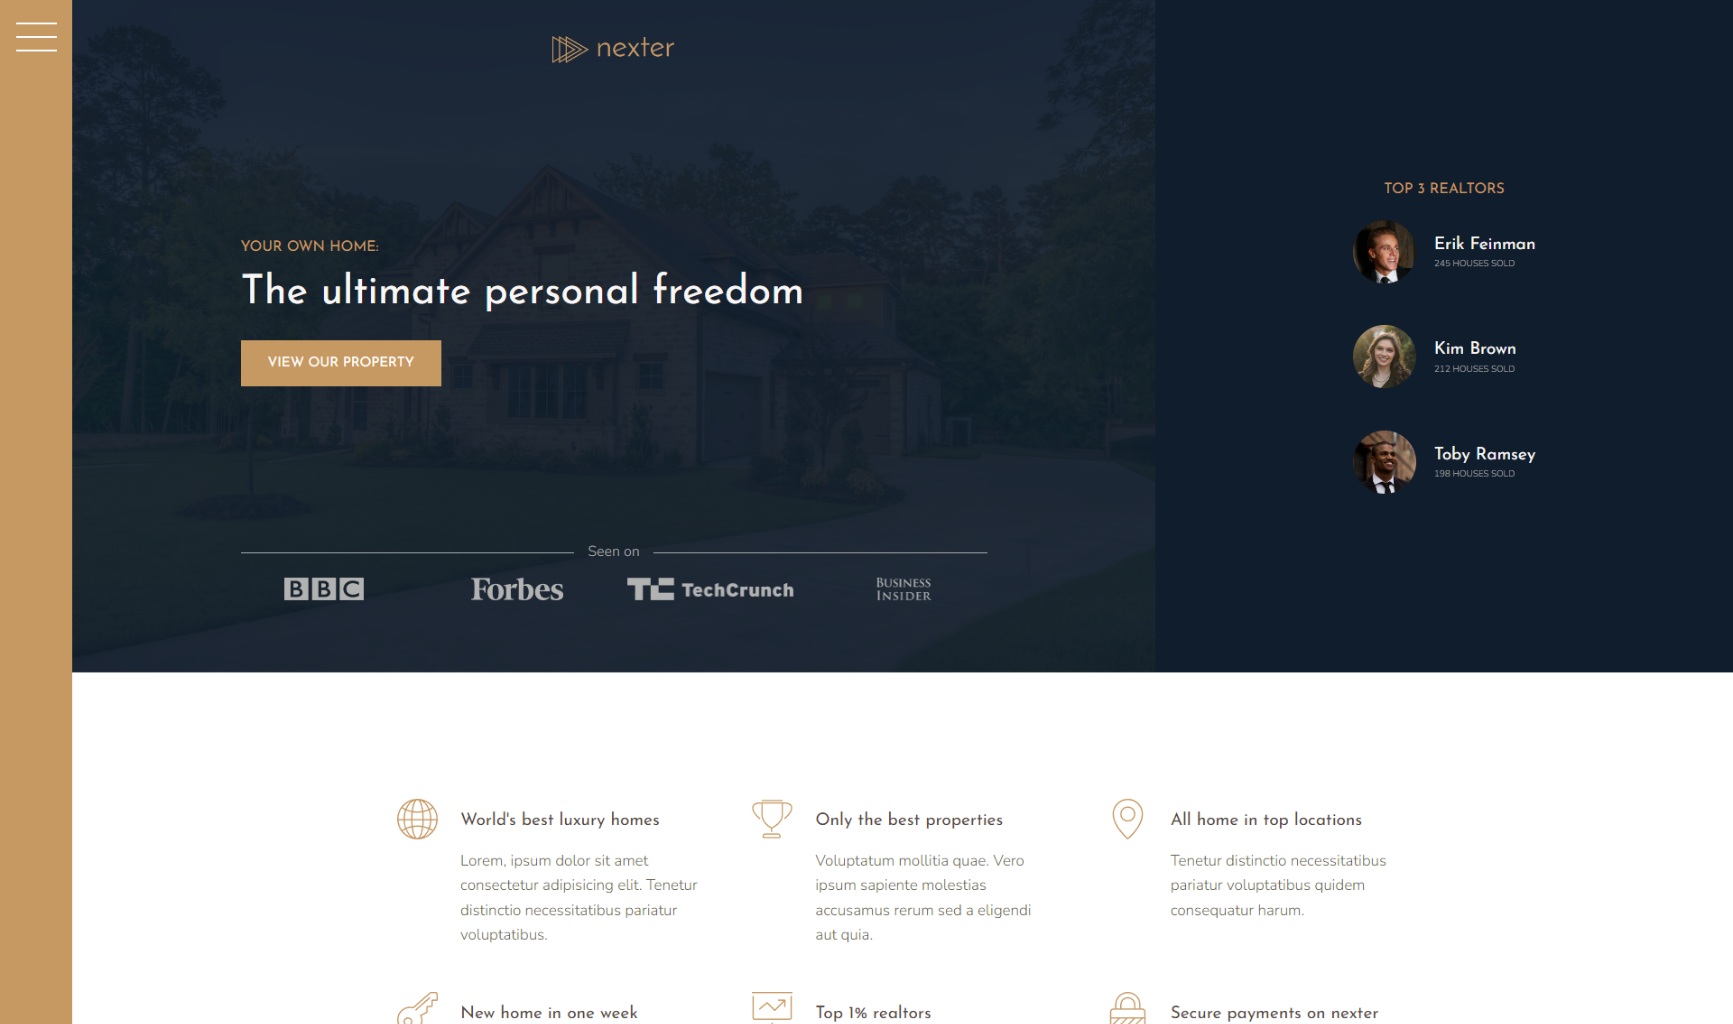 nexter
YOUR OWN HOME:
The ultimate personal freedom
VIEW OUR PROPERTY
Seen on
BBC
Forbes
TC TechCrunch
BUSINESS
INSIDER
TOP 3 REALTORS
Erik Feinman
245 HOUSES SOLD
Kim Brown
212 HOUSES SOLD
Toby Ramsey
198 HOUSES SOLD
World's best luxury homes
Lorem, ipsum dolor sit amet
consectetur adipisicing elit. Tenetur
distinctio necessitatibus pariatur
voluptatibus.
Only the best properties
Voluptatum mollitia quae. Vero
ipsum sapiente molestias
accusamus rerum sed a eligendi
aut quia.
All home in top locations
Tenetur distinctio necessitatibus
pariatur voluptatibus quidem
consequatur harum.
New home in one week
Top 1% realtors
Secure payments on nexter